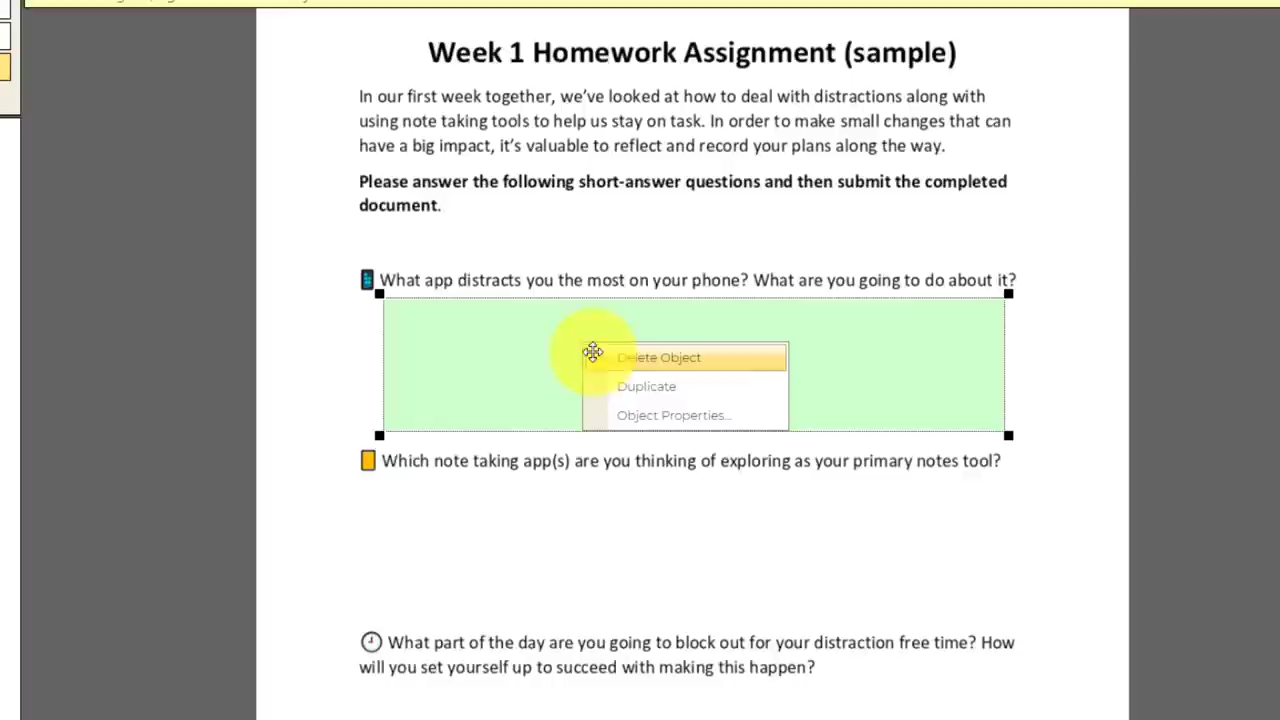 Week 1 Homework Assignment (sample)
In our first week together, we’ve looked at how to deal with distractions along with
using note taking tools to help us stay on task. In order to make small changes that can
have a big impact, it’s valuable to reflect and record your plans along the way.
Please answer the following short-answer questions and then submit the completed
document.
What app distracts you the most on your phone? What are you going to do about it?
Delete Object
Duplicate
Object Properties...
Which note taking app(s) are you thinking of exploring as your primary notes tool?
What part of the day are you going to block out for your distraction free time? How
will you set yourself up to succeed with making this happen?